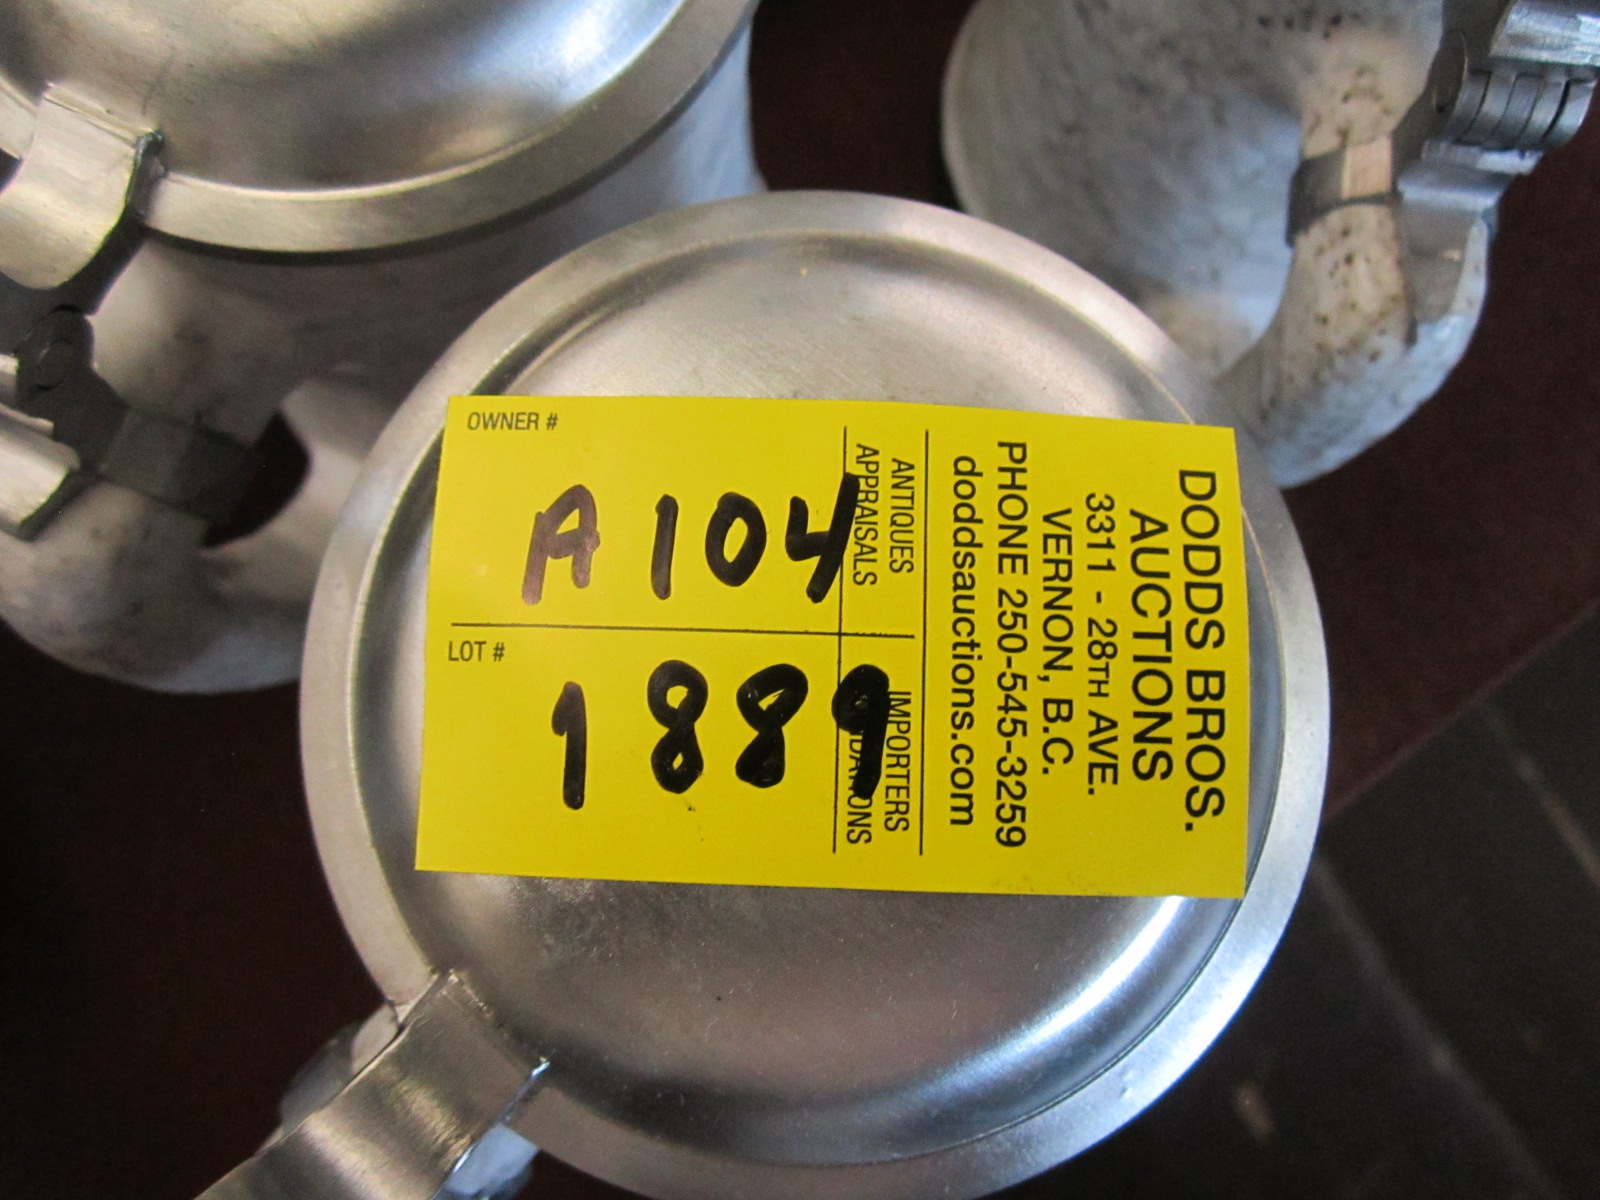 DODDS BROS.
AUCTIONS
3311 - 28TH AVE.
VERNON, B.C.
PHONE 250-545-3259
doddsauctions.com
ANTIQUES
APPRAISALS
IMPORTERS
OWNER #
A 104
LOT #
1889